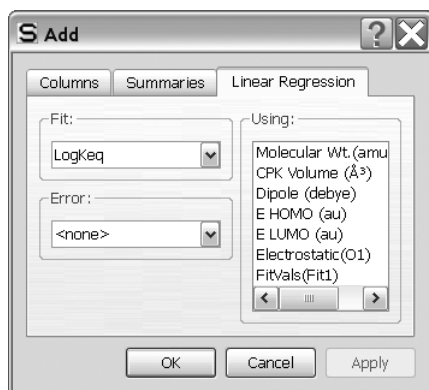 S Add
?
Columns Summaries Linear Regression
Fit:
LogKeq
Error:
<none>
Using:
Molecular Wt.(amu
CPK Volume (Å³)
Dipole (debye)
E HOMO (au)
E LUMO (au)
Electrostatic(O1)
FitVals(Fit1)
OK Cancel Apply